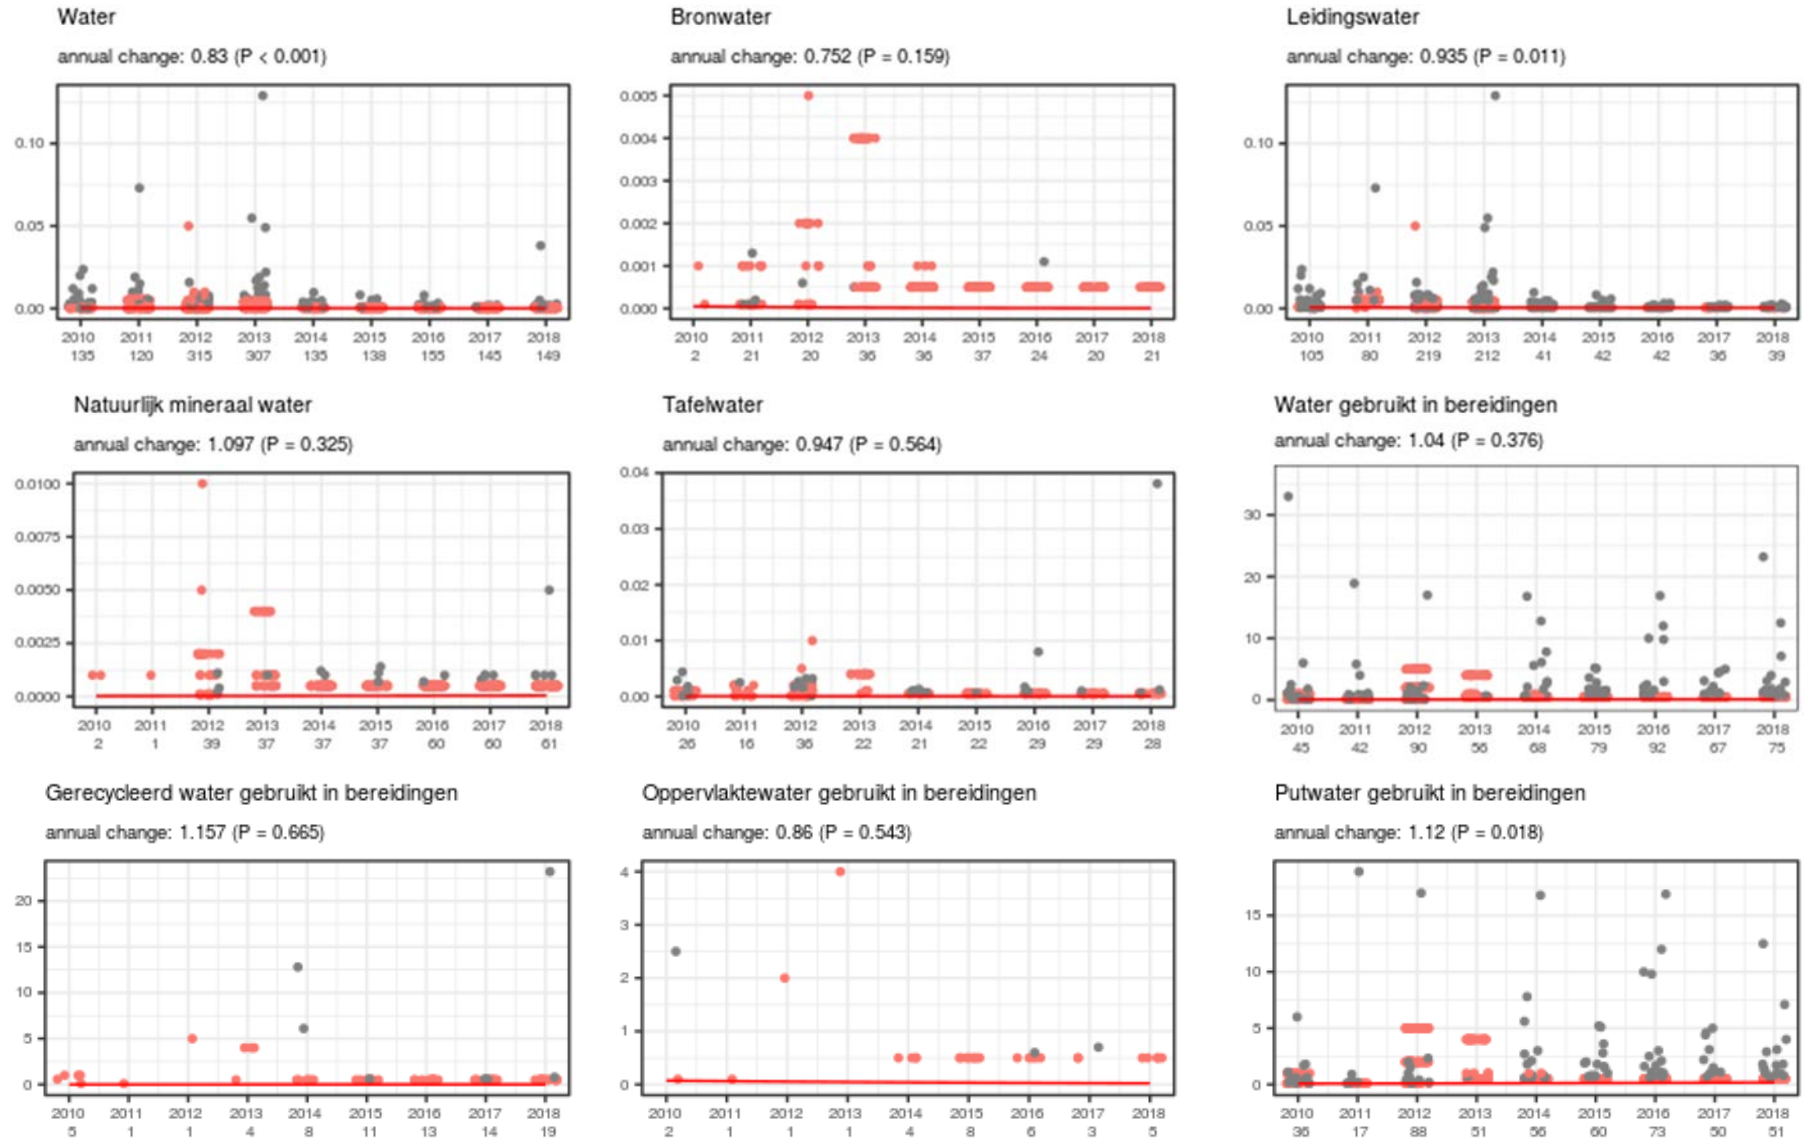 Water
annual change: 0.83 (P < 0.001)
0.10
0.05
0.00
2010 2011 2012 2013 2014 2015 2016 2017 2018
135 120 315 307 135 138 155 145 149
Bronwater
annual change: 0.752 (P = 0.159)
0.005
0.004
0.003
0.002
0.001
0.000
2010 2011 2012 2013 2014 2015 2016 2017 2018
2 21 20 36 36 37 24 20 21
Leidingswater
annual change: 0.935 (P = 0.011)
0.10
0.05
0.00
2010 2011 2012 2013 2014 2015 2016 2017 2018
105 80 219 212 41 42 42 36 39
Natuurlijk mineraal water
annual change: 1.097 (P = 0.325)
0.0100
0.0075
0.0050
0.0025
0.0000
2010 2011 2012 2013 2014 2015 2016 2017 2018
2 1 39 37 37 37 60 60 61
Tafelwater
annual change: 0.947 (P = 0.564)
0.04
0.03
0.02
0.01
0.00
2010 2011 2012 2013 2014 2015 2016 2017 2018
26 16 36 22 21 22 29 29 28
Water gebruikt in bereidingen
annual change: 1.04 (P = 0.376)
30
20
10
0
2010 2011 2012 2013 2014 2015 2016 2017 2018
45 42 90 56 68 79 92 67 75
Gerecycleerd water gebruikt in bereidingen
annual change: 1.157 (P = 0.665)
20
15
10
5
0
2010 2011 2012 2013 2014 2015 2016 2017 2018
5 1 1 4 8 11 13 14 19
Oppervlaktewater gebruikt in bereidingen
annual change: 0.86 (P = 0.543)
4
3
2
1
0
2010 2011 2012 2013 2014 2015 2016 2017 2018
2 1 1 1 4 8 6 3 5
Putwater gebruikt in bereidingen
annual change: 1.12 (P = 0.018)
15
10
5
0
2010 2011 2012 2013 2014 2015 2016 2017 2018
36 17 88 51 56 60 73 50 51